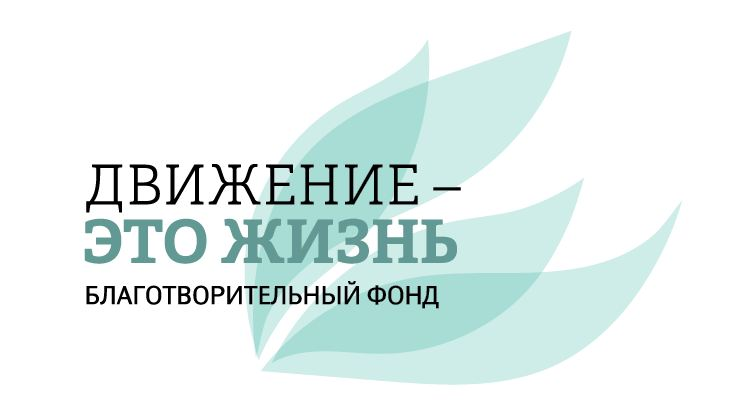 ДВИЖЕНИЕ –
ЭТО ЖИЗНЬ
БЛАГОТВОРИТЕЛЬНЫЙ ФОНД